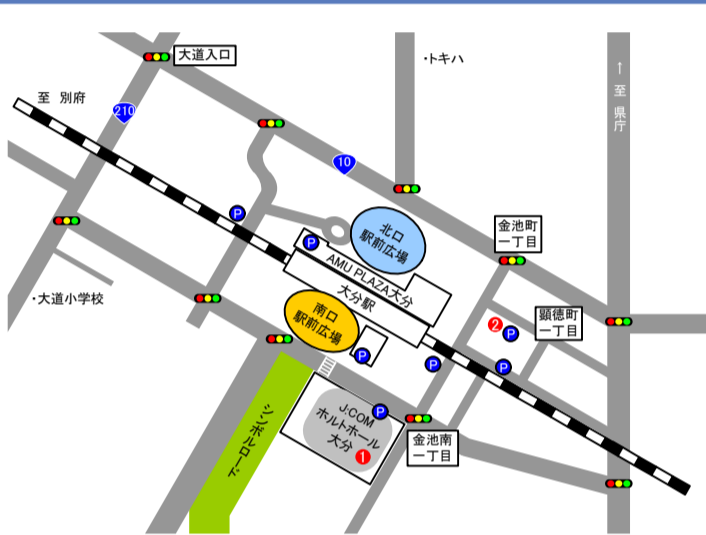 大道入口
・トキハ
↑至 県庁
至 別府
210
10
P
北口
駅前広場
金池町
一丁目
P
AMU PLAZA大分
大分駅
・大道小学校
南口
駅前広場
顕徳町
一丁目
2
P
P
P
P
シンボルロード
J:COM
ホルトホール
大分
1
P
金池南
一丁目